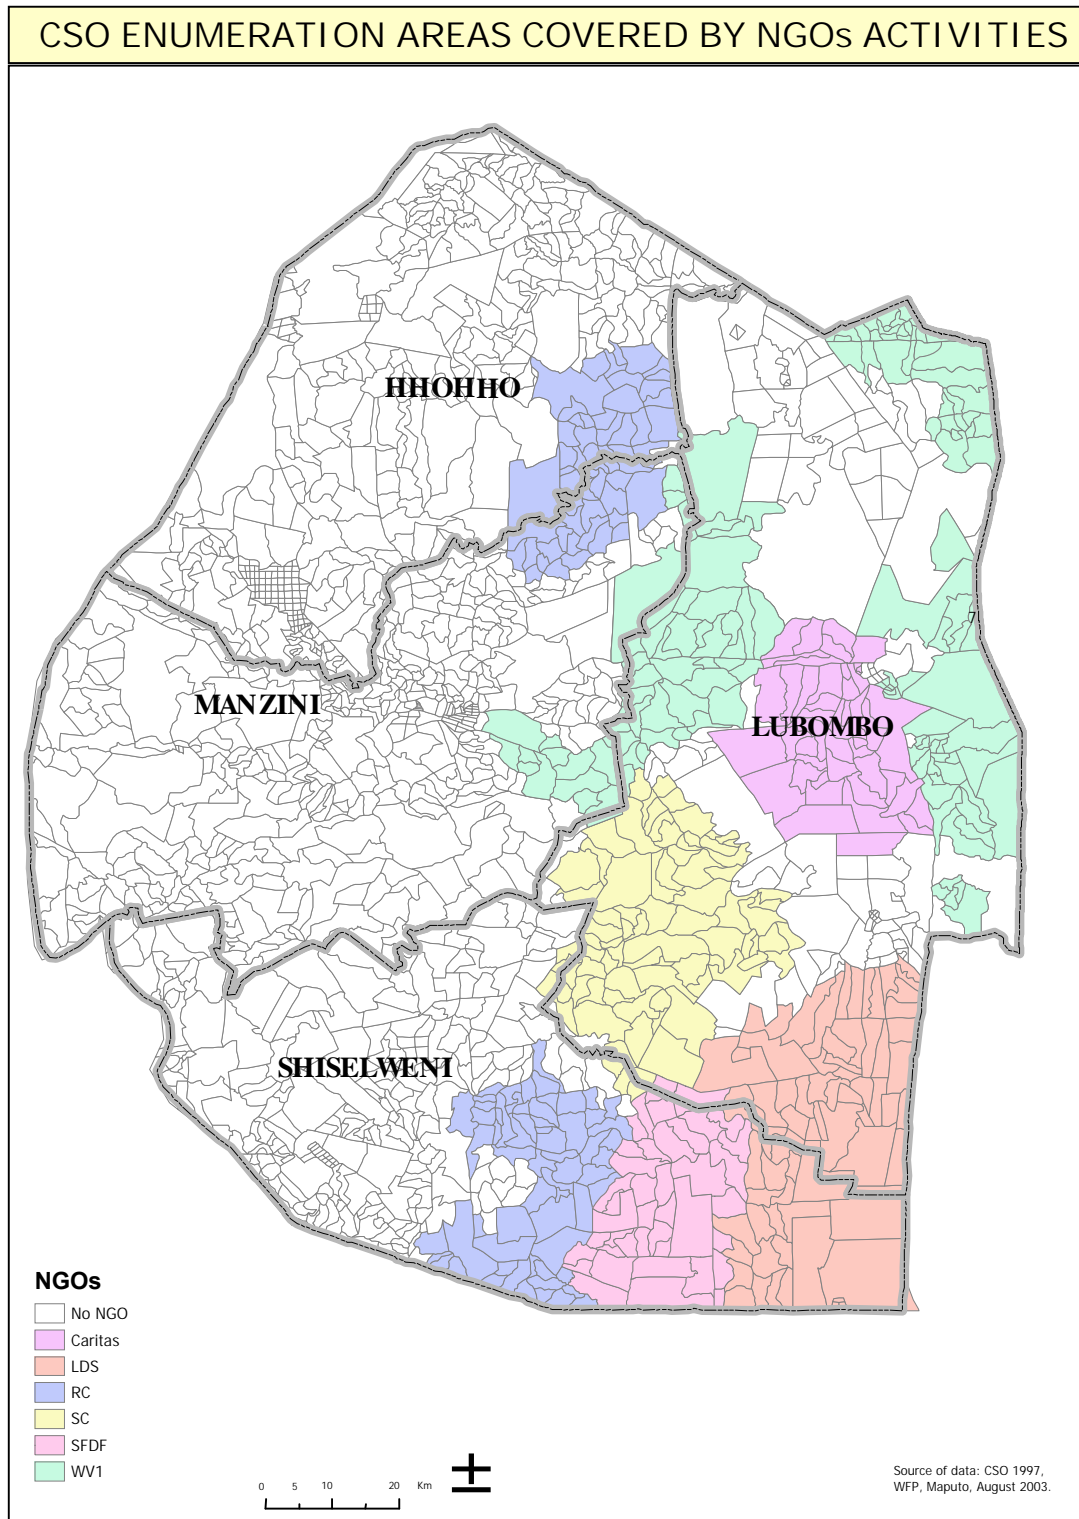 CSO ENUMERATION AREAS COVERED BY NGOs ACTIVITIES
HHOHHO
7
MANZINI
LUBOMBO
SHISELWENI
NGOs
No NGO
Caritas
LDS
RC
SC
SFDF
WV1
0 5 10 20 Km
Source of data: CSO 1997,
WFP, Maputo, August 2003.